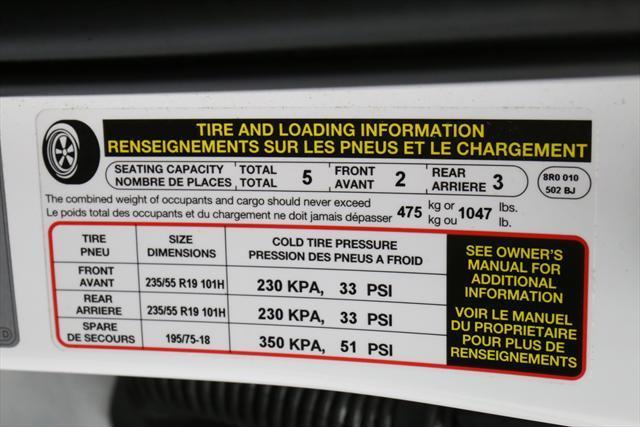 TIRE AND LOADING INFORMATION
RENSEIGNEMENTS SUR LES PNEUS ET LE CHARGEMENT
SEATING CAPACITY TOTAL 5 FRONT 2 REAR 3
NOMBRE DE PLACES TOTAL AVANT ARRIERE
8R0 010
502 BJ
The combined weight of occupants and cargo should never exceed 475 kg or 1047 lbs.
Le poids total des occupants et du chargement ne doit jamais dépasser kg ou lb.
TIRE SIZE COLD TIRE PRESSURE
PNEU DIMENSIONS PRESSION DES PNEUS A FROID
FRONT
AVANT 235/55 R19 101H 230 KPA, 33 PSI
REAR
ARRIERE 235/55 R19 101H 230 KPA, 33 PSI
SPARE
DE SECOURS 195/75-18 350 KPA, 51 PSI
SEE OWNER'S
MANUAL FOR
ADDITIONAL
INFORMATION
VOIR LE MANUEL
DU PROPRIETAIRE
POUR PLUS DE
RENSEIGNEMENTS
D